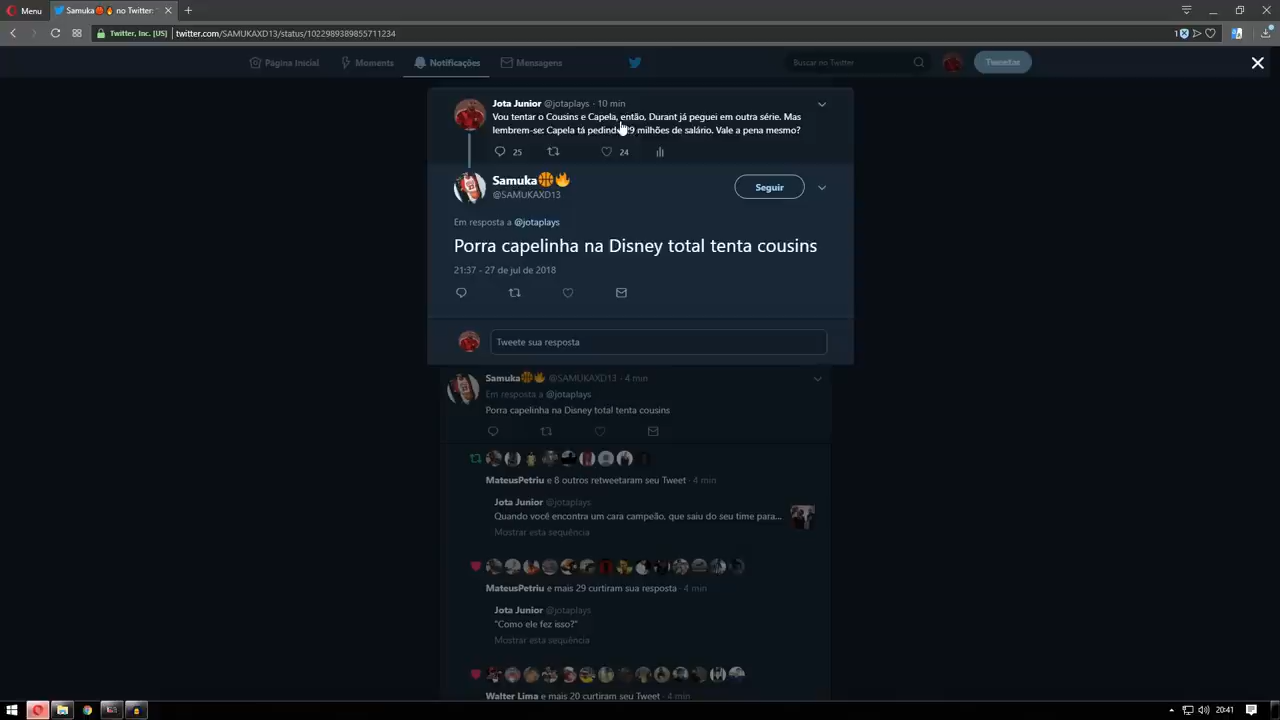 Menu
Samuka no Twitter:
Twitter, Inc. [US] twitter.com/SAMUKAXD13/status/1022989389855711234
1
Página Inicial Moments Notificações Mensagens
Buscar no Twitter
Tweetar
Jota Junior @jotaplays · 10 min
Vou tentar o Cousins e Capela, então, Durant já peguei em outra série. Mas
lembrem-se: Capela tá pedindo 9 milhões de salário. Vale a pena mesmo?
25 24
Samuka🏀🔥
@SAMUKAXD13
Seguir
Em resposta a @jotaplays
Porra capelinha na Disney total tenta cousins
21:37 - 27 de jul de 2018
Tweete sua resposta
Samuka🏀🔥 @SAMUKAXD13 · 4 min
Em resposta a @jotaplays
Porra capelinha na Disney total tenta cousins
MateusPetriu e 8 outros retweetaram seu Tweet · 4 min
Jota Junior @jotaplays
Quando você encontra um cara campeão, que saiu do seu time para...
Mostrar esta sequência
MateusPetriu e mais 29 curtiram sua resposta · 4 min
Jota Junior @jotaplays
"Como ele fez isso?"
Mostrar esta sequência
Walter Lima e mais 20 curtiram seu Tweet · 4 min
20:41